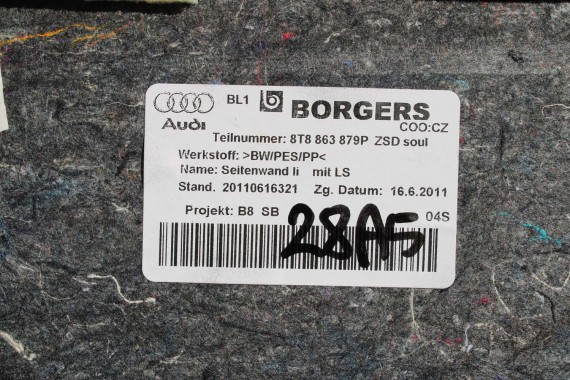 BL1 b BORGERS
Audi COO:CZ
Teilnummer: 8T8 863 879P ZSD soul
Werkstoff: >BW/PES/PP<
Name: Seitenwand li mit LS
Stand. 20110616321 Zg. Datum: 16.6.2011
Projekt: B8 SB 04S
28AF